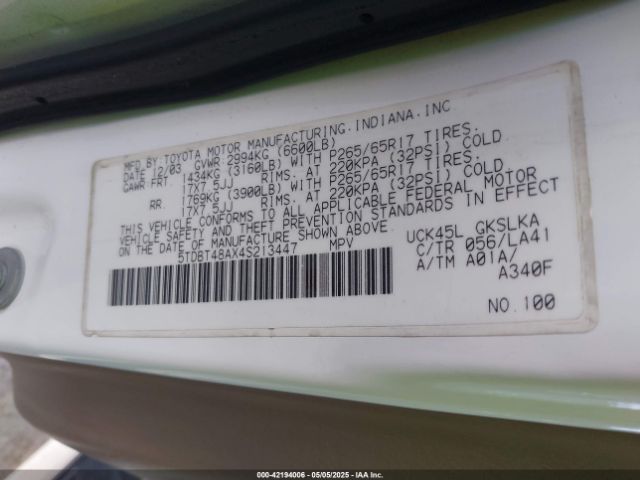 MFD.BY TOYOTA MOTOR MANUFACTURING.INDIANA.INC
12/03 GVWR 2994KG (6600LB)
GAWR FRT. 1434KG (3160LB) WITH P265/65R17 TIRES.
17X7.5JJ RIMS. AT 220KPA (32PSI) COLD
RR. 1769KG (3900LB) WITH P265/65R17 TIRES.
17X7.5JJ RIMS. AT 220KPA (32PSI) COLD
THIS VEHICLE CONFORMS TO ALL APPLICABLE FEDERAL MOTOR
VEHICLE SAFETY AND THEFT PREVENTION STANDARDS IN EFFECT
ON THE DATE OF MANUFACTURE SHOWN ABOVE.
5TDBT48AX4S213447 MPV
UCK45L GKSLKA
C/TR 056/LA41
A/TM A01A/
A340F
NO.100
00-42194006 - 05/05/2025 - COPYRIGHT IAA, LLC.